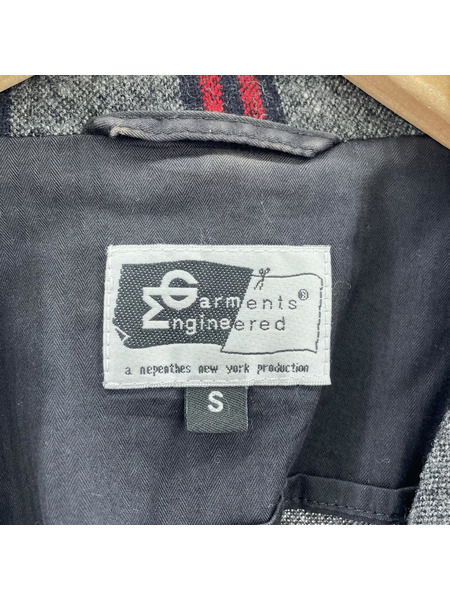 Garments®
Engineered
a nepenthes new york production
S